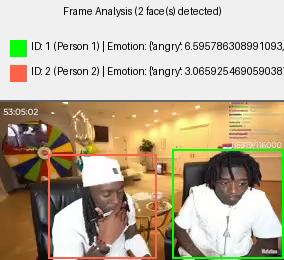 Frame Analysis (2 face(s) detected)
ID: 1 (Person 1) | Emotion: {'angry': 6.595786308991093,
ID: 2 (Person 2) | Emotion: {'angry': 3.065925469059038
53:05:02